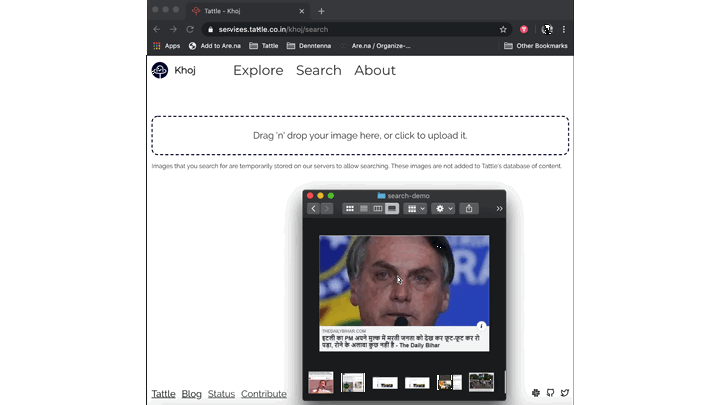 Tattle - Khoj
services.tattle.co.in/khoj/search
Apps Add to Are.na Tattle Denntenna Are.na / Organize-... Other Bookmarks
Khoj Explore Search About
Drag 'n' drop your image here, or click to upload it.
Images that you search for are temporarily stored on our servers to allow searching. These images are not added to Tattle's database of content.
search-demo
THEDAILYBIHAR.COM
इटली का PM अपने मुल्क में मरती जनता को देख कर फूट-फूट कर रो
पड़ा, रोने के अलावा कुछ नहीं है - The Daily Bihar
Tattle Blog Status Contribute